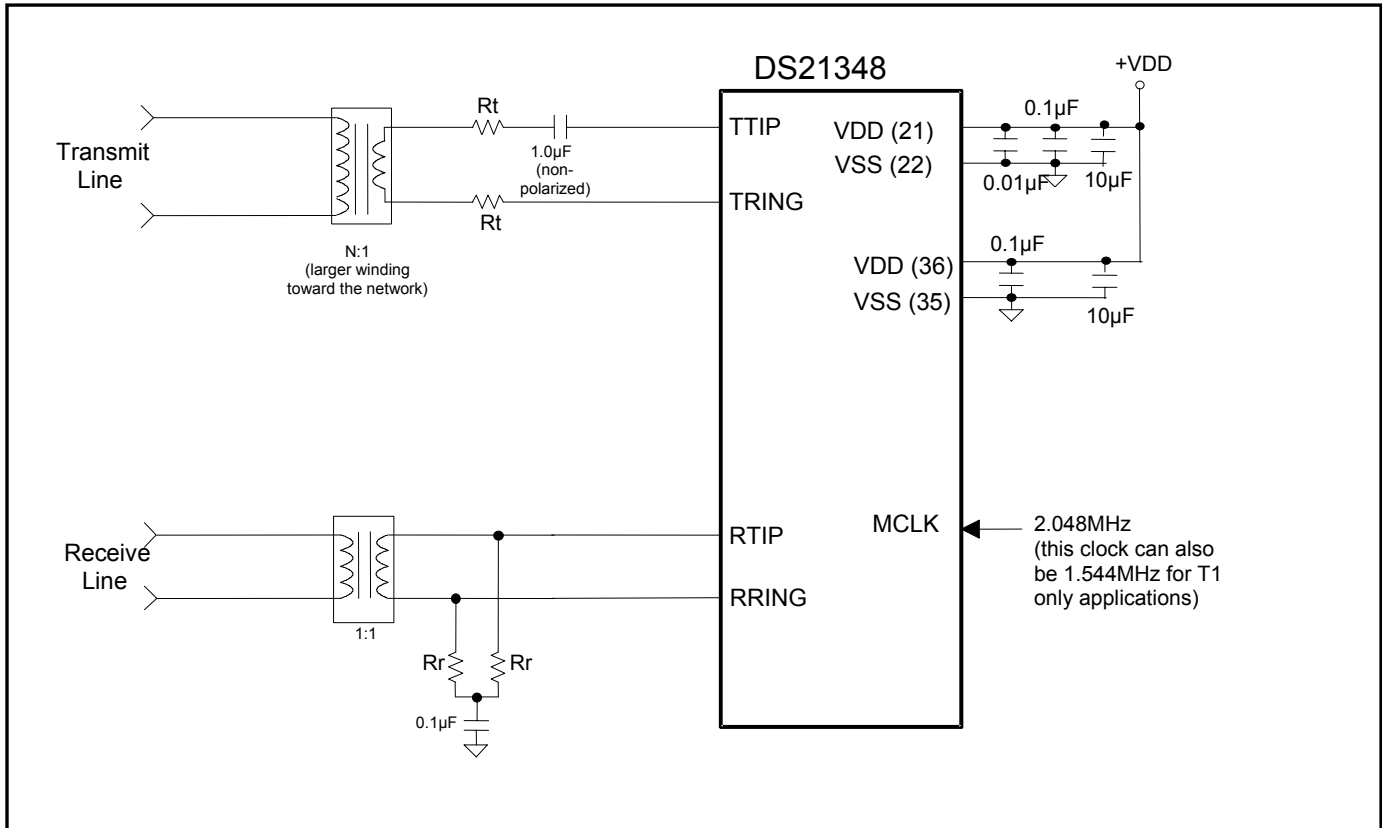 DS21348
+VDD
Transmit
Line
N:1
(larger winding
toward the network)
Rt
1.0µF
(non-
polarized)
Rt
TTIP
TRING
VDD (21)
VSS (22)
0.1µF
0.01µF
10µF
VDD (36)
VSS (35)
0.1µF
10µF
Receive
Line
1:1
Rr
Rr
0.1µF
RTIP
RRING
MCLK
2.048MHz
(this clock can also
be 1.544MHz for T1
only applications)